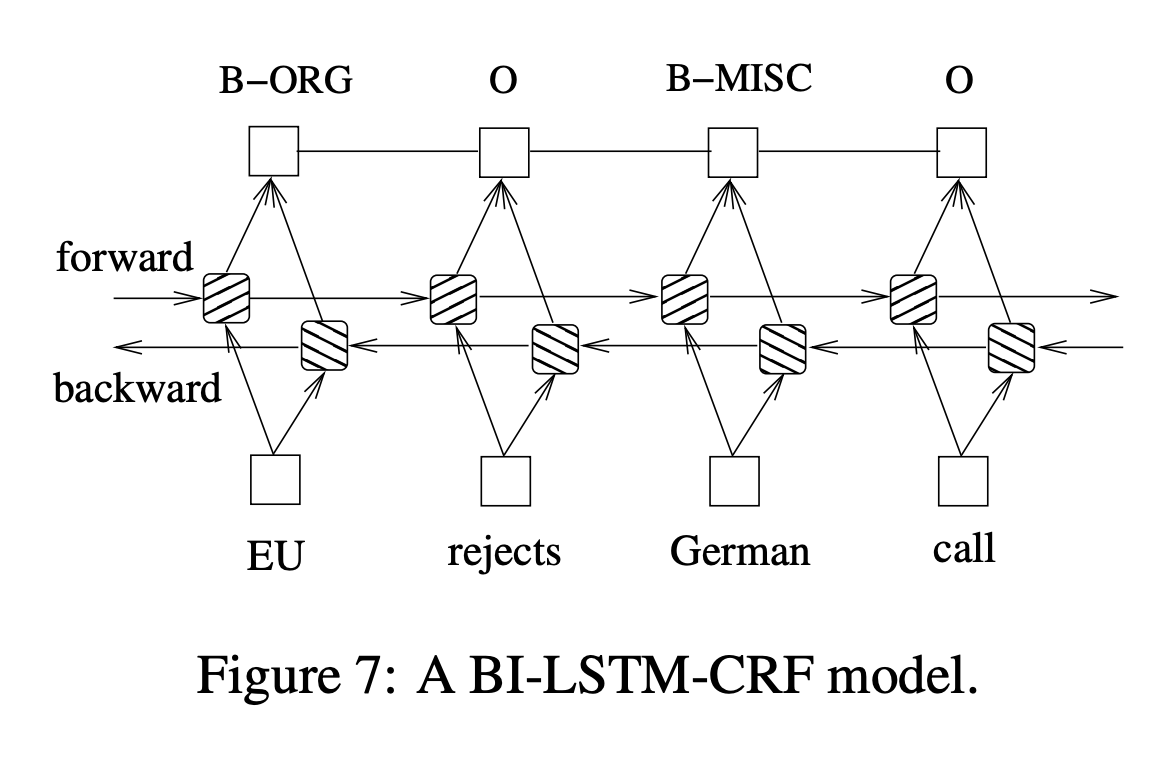 B–ORG O B–MISC O
forward
backward
EU rejects German call
Figure 7: A BI-LSTM-CRF model.